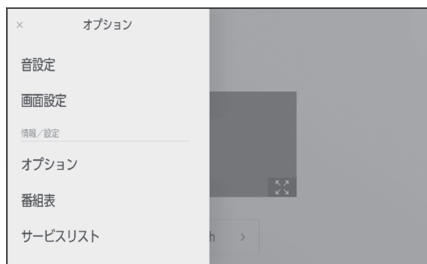 × オプション
音設定
画面設定
情報／設定
オプション
番組表
サービスリスト
h >